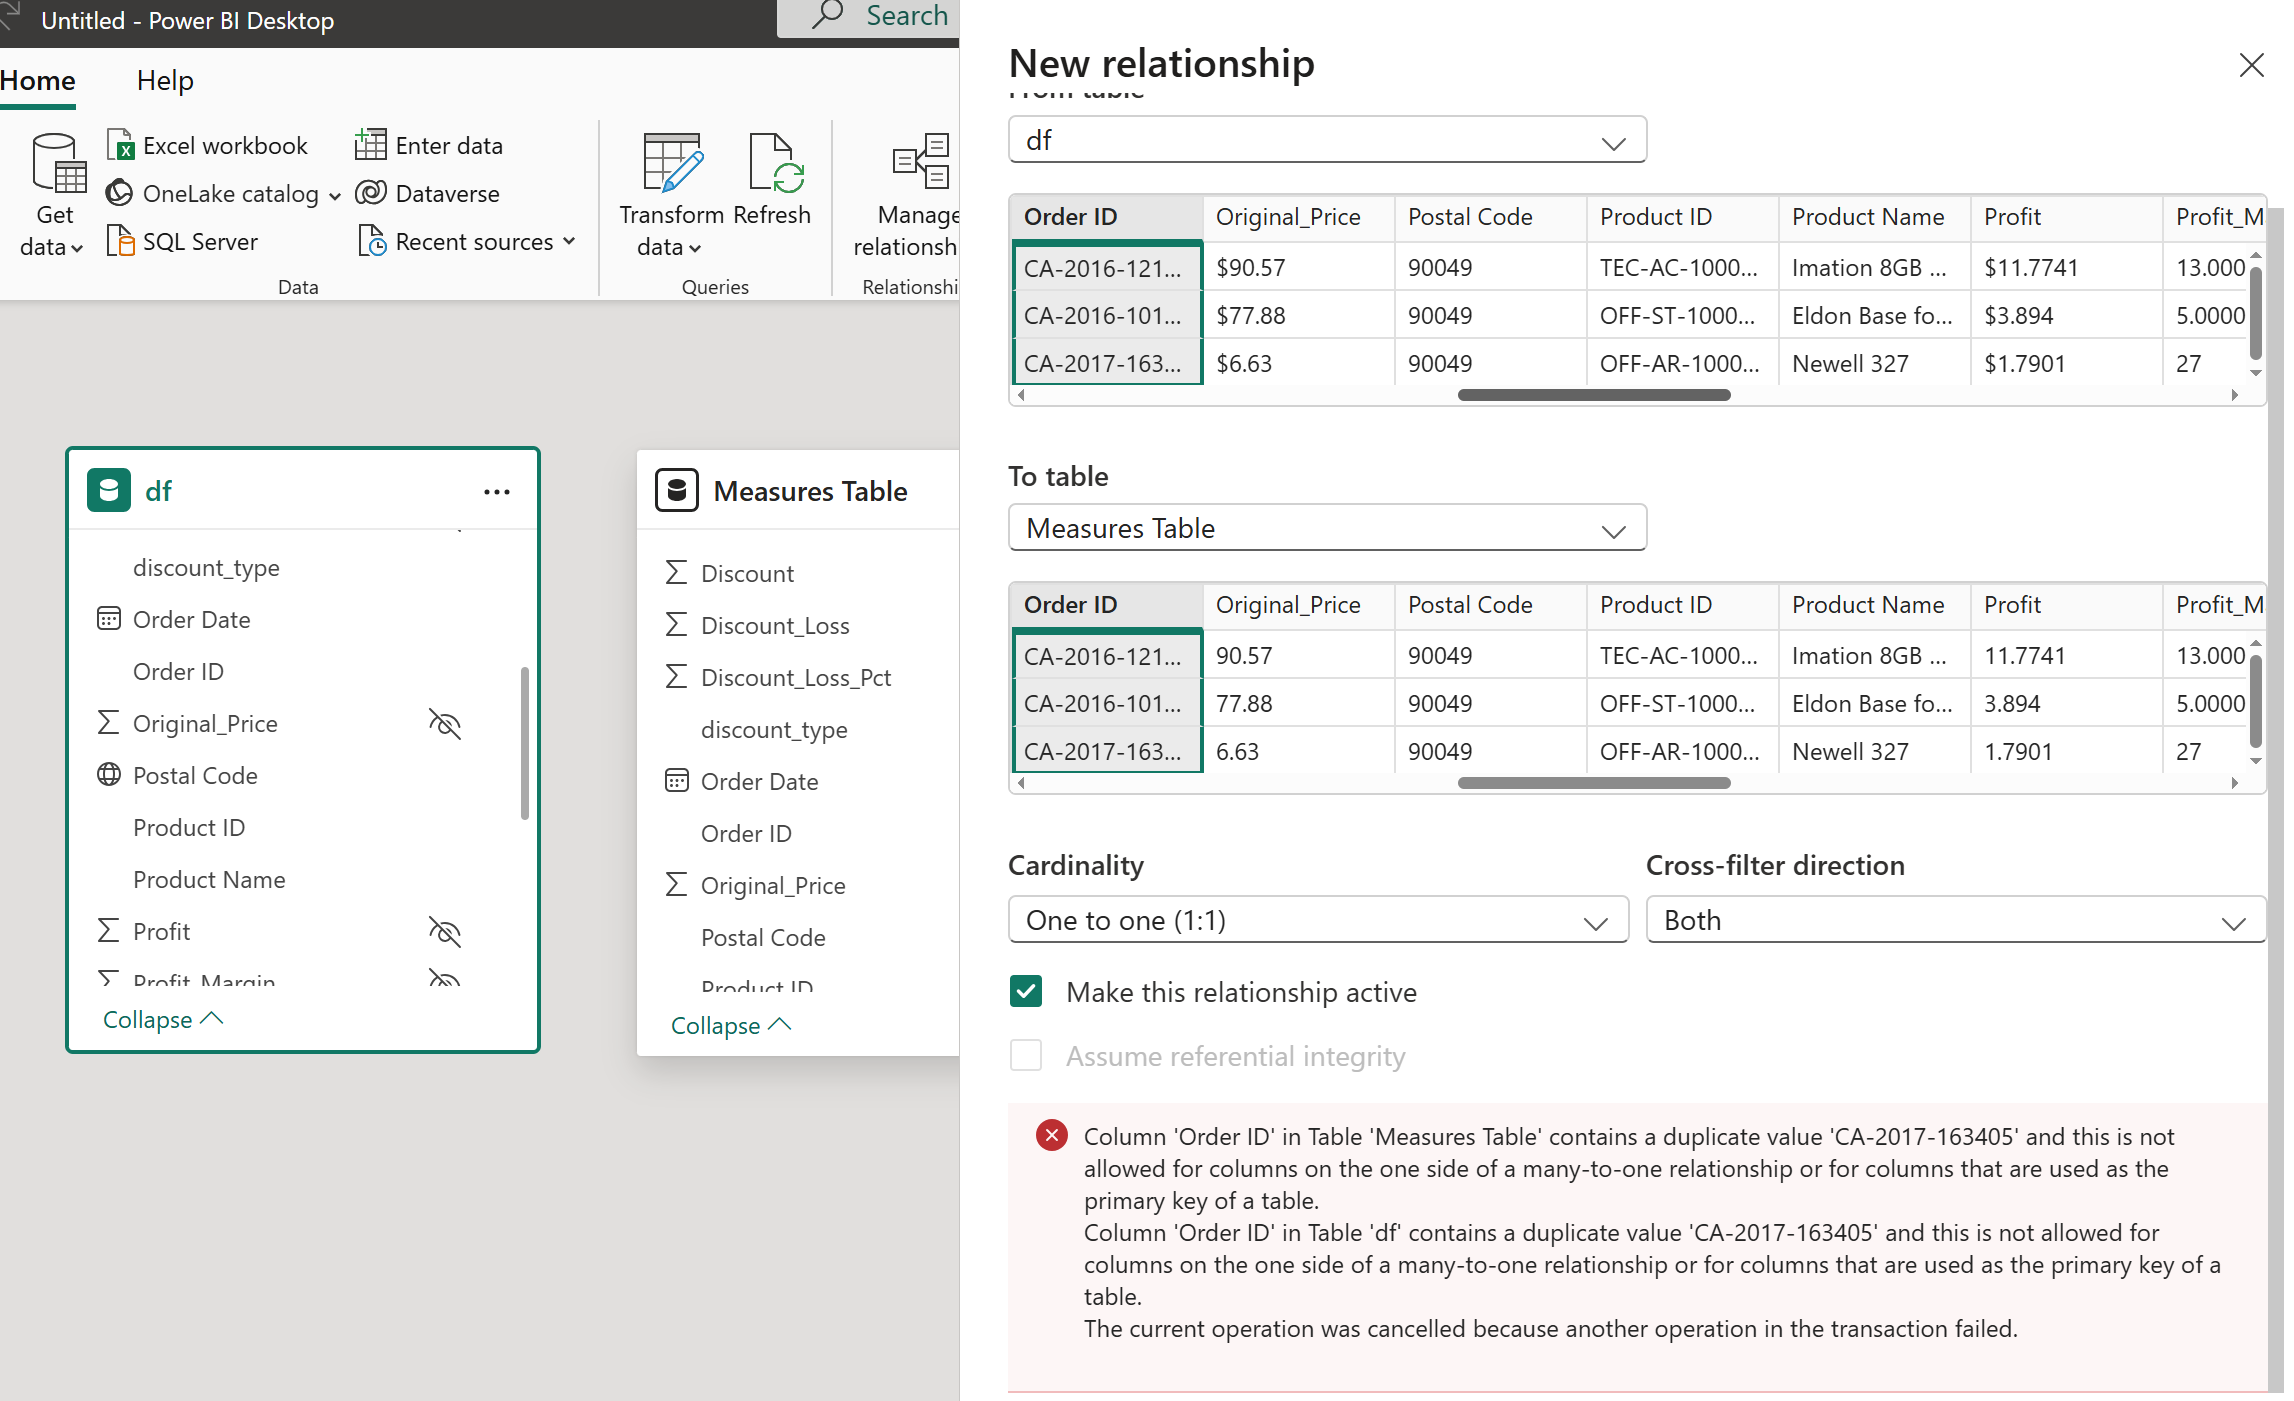 Untitled - Power BI Desktop
Search
Home
Help
Excel workbook
Enter data
OneLake catalog
Dataverse
SQL Server
Recent sources
Get
data
Data
Transform
data
Refresh
Queries
Manage
relationsh
Relationshi
df
discount_type
Order Date
Order ID
Original_Price
Postal Code
Product ID
Product Name
Profit
Profit_Margin
Collapse
Measures Table
Discount
Discount_Loss
Discount_Loss_Pct
discount_type
Order Date
Order ID
Original_Price
Postal Code
Product ID
Collapse
New relationship
From table
df
Order ID Original_Price Postal Code Product ID Product Name Profit Profit_M
CA-2016-121... $90.57 90049 TEC-AC-1000... Imation 8GB ... $11.7741 13.000
CA-2016-101... $77.88 90049 OFF-ST-1000... Eldon Base fo... $3.894 5.0000
CA-2017-163... $6.63 90049 OFF-AR-1000... Newell 327 $1.7901 27
To table
Measures Table
Order ID Original_Price Postal Code Product ID Product Name Profit Profit_M
CA-2016-121... 90.57 90049 TEC-AC-1000... Imation 8GB ... 11.7741 13.000
CA-2016-101... 77.88 90049 OFF-ST-1000... Eldon Base fo... 3.894 5.0000
CA-2017-163... 6.63 90049 OFF-AR-1000... Newell 327 1.7901 27
Cardinality
Cross-filter direction
One to one (1:1)
Both
Make this relationship active
Assume referential integrity
Column 'Order ID' in Table 'Measures Table' contains a duplicate value 'CA-2017-163405' and this is not
allowed for columns on the one side of a many-to-one relationship or for columns that are used as the
primary key of a table.
Column 'Order ID' in Table 'df' contains a duplicate value 'CA-2017-163405' and this is not allowed for
columns on the one side of a many-to-one relationship or for columns that are used as the primary key of a
table.
The current operation was cancelled because another operation in the transaction failed.